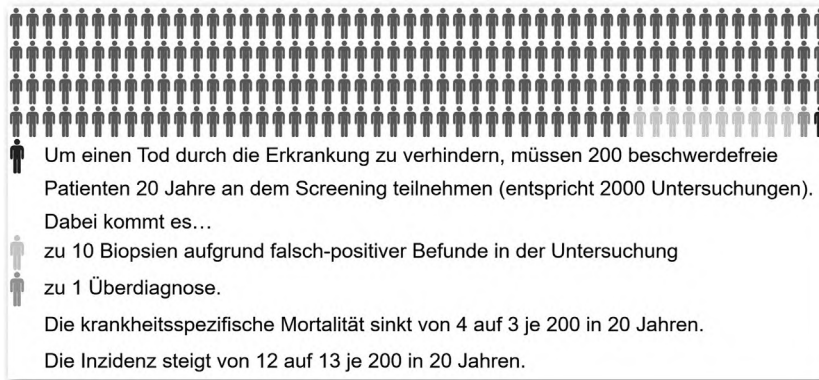 Um einen Tod durch die Erkrankung zu verhindern, müssen 200 beschwerdefreie
Patienten 20 Jahre an dem Screening teilnehmen (entspricht 2000 Untersuchungen).
Dabei kommt es…
zu 10 Biopsien aufgrund falsch-positiver Befunde in der Untersuchung
zu 1 Überdiagnose.
Die krankheitsspezifische Mortalität sinkt von 4 auf 3 je 200 in 20 Jahren.
Die Inzidenz steigt von 12 auf 13 je 200 in 20 Jahren.